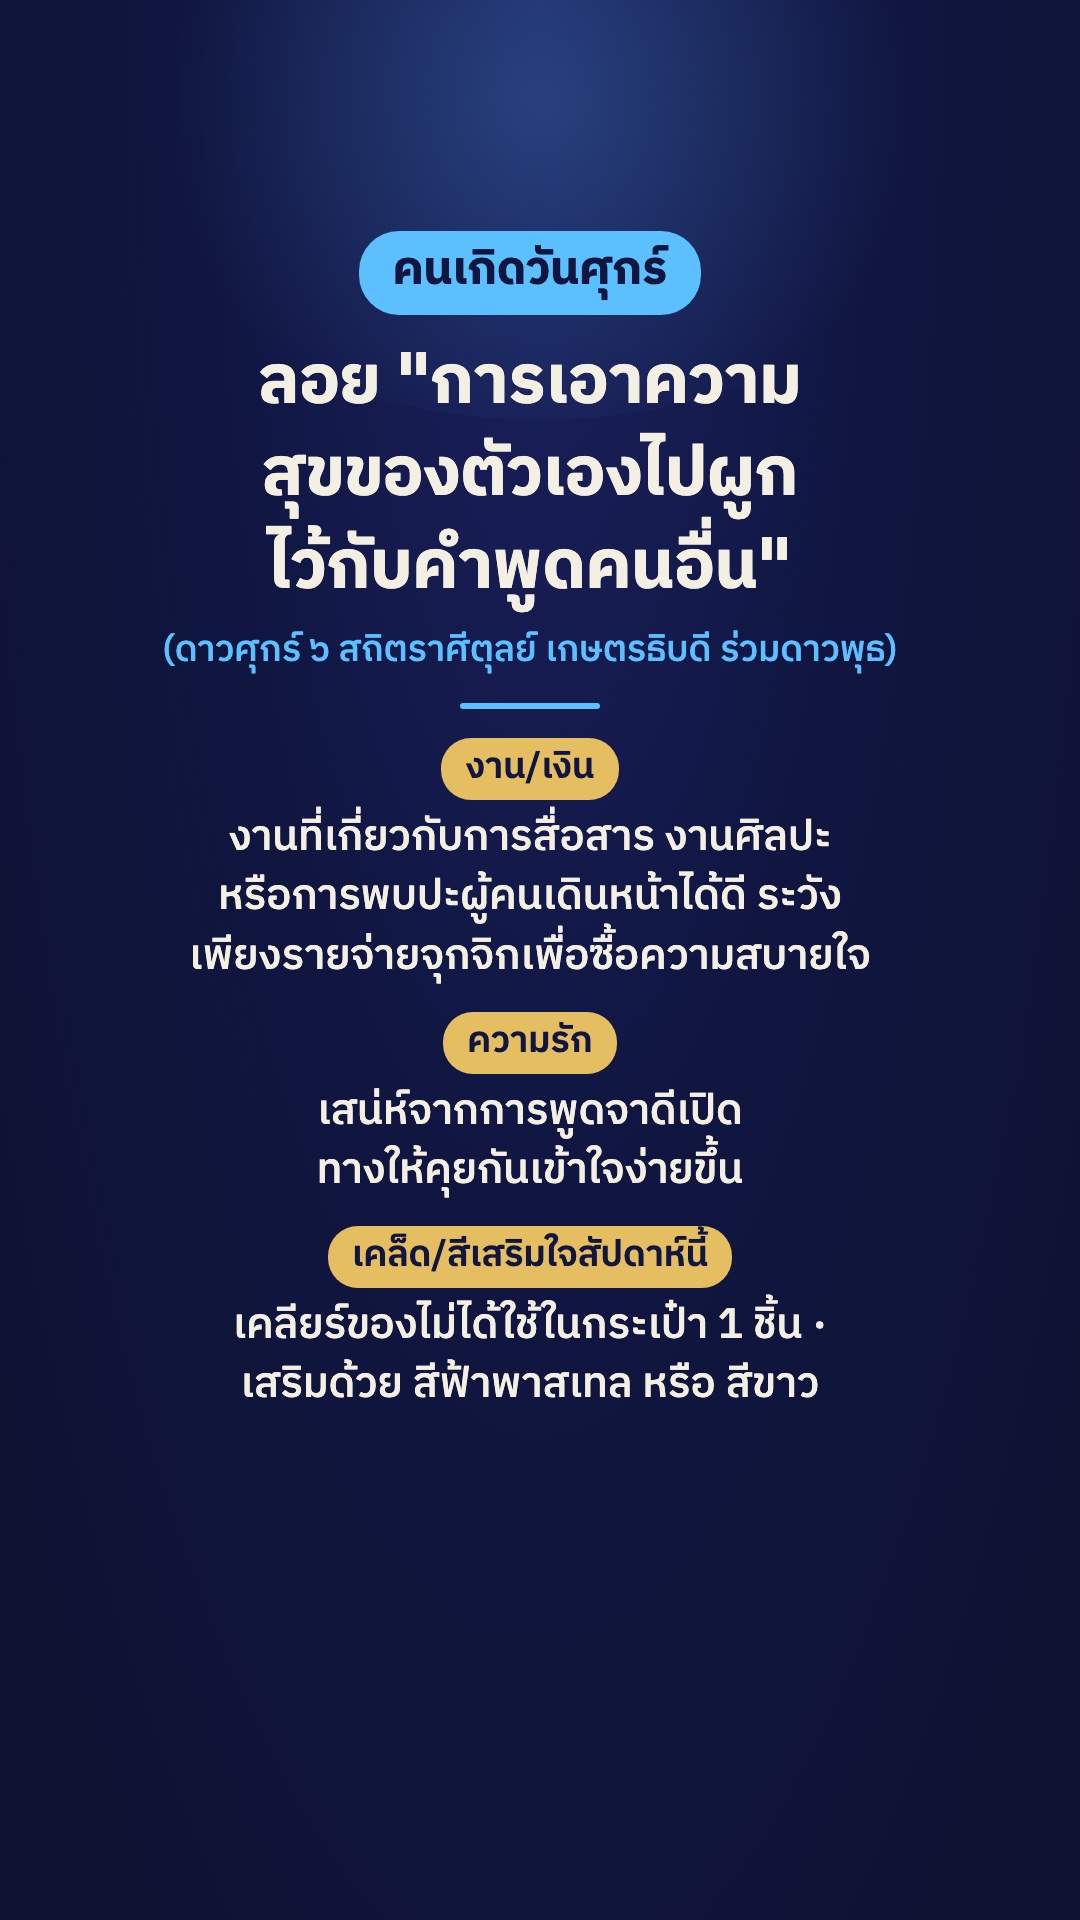 คนเกิดวันศุกร์
ลอย "การเอาความ
สุขของตัวเองไปผูก
ไว้กับคำพูดคนอื่น"
(ดาวศุกร์ ๖ สถิตราศีตุลย์ เกษตรธิบดี ร่วมดาวพุธ)
งาน/เงิน
งานที่เกี่ยวกับการสื่อสาร งานศิลปะ
หรือการพบปะผู้คนเดินหน้าได้ดี ระวัง
เพียงรายจ่ายจุกจิกเพื่อซื้อความสบายใจ
ความรัก
เสน่ห์จากการพูดจาดีเปิด
ทางให้คุยกันเข้าใจง่ายขึ้น
เคล็ด/สีเสริมใจสัปดาห์นี้
เคลียร์ของไม่ได้ใช้ในกระเป๋า 1 ชิ้น ·
เสริมด้วย สีฟ้าพาสเทล หรือ สีขาว